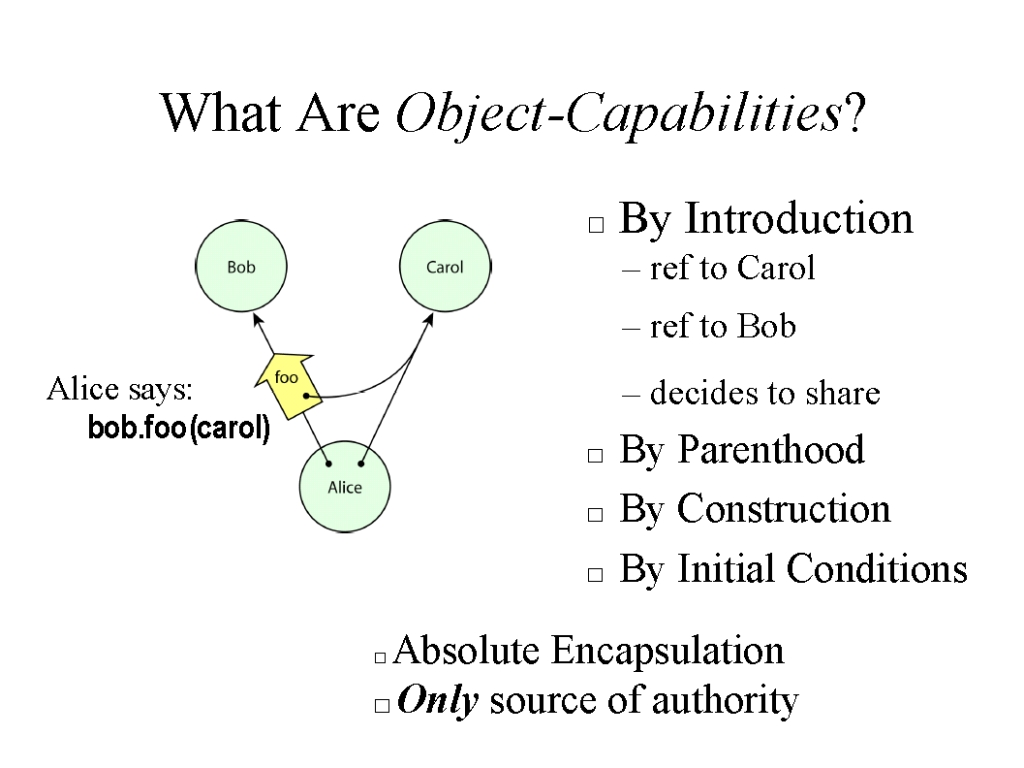 What Are Object-Capabilities?
Bob
Carol
foo
Alice says:
bob.foo(carol)
Alice
□ By Introduction
– ref to Carol
– ref to Bob
– decides to share
□ By Parenthood
□ By Construction
□ By Initial Conditions
□ Absolute Encapsulation
□ Only source of authority